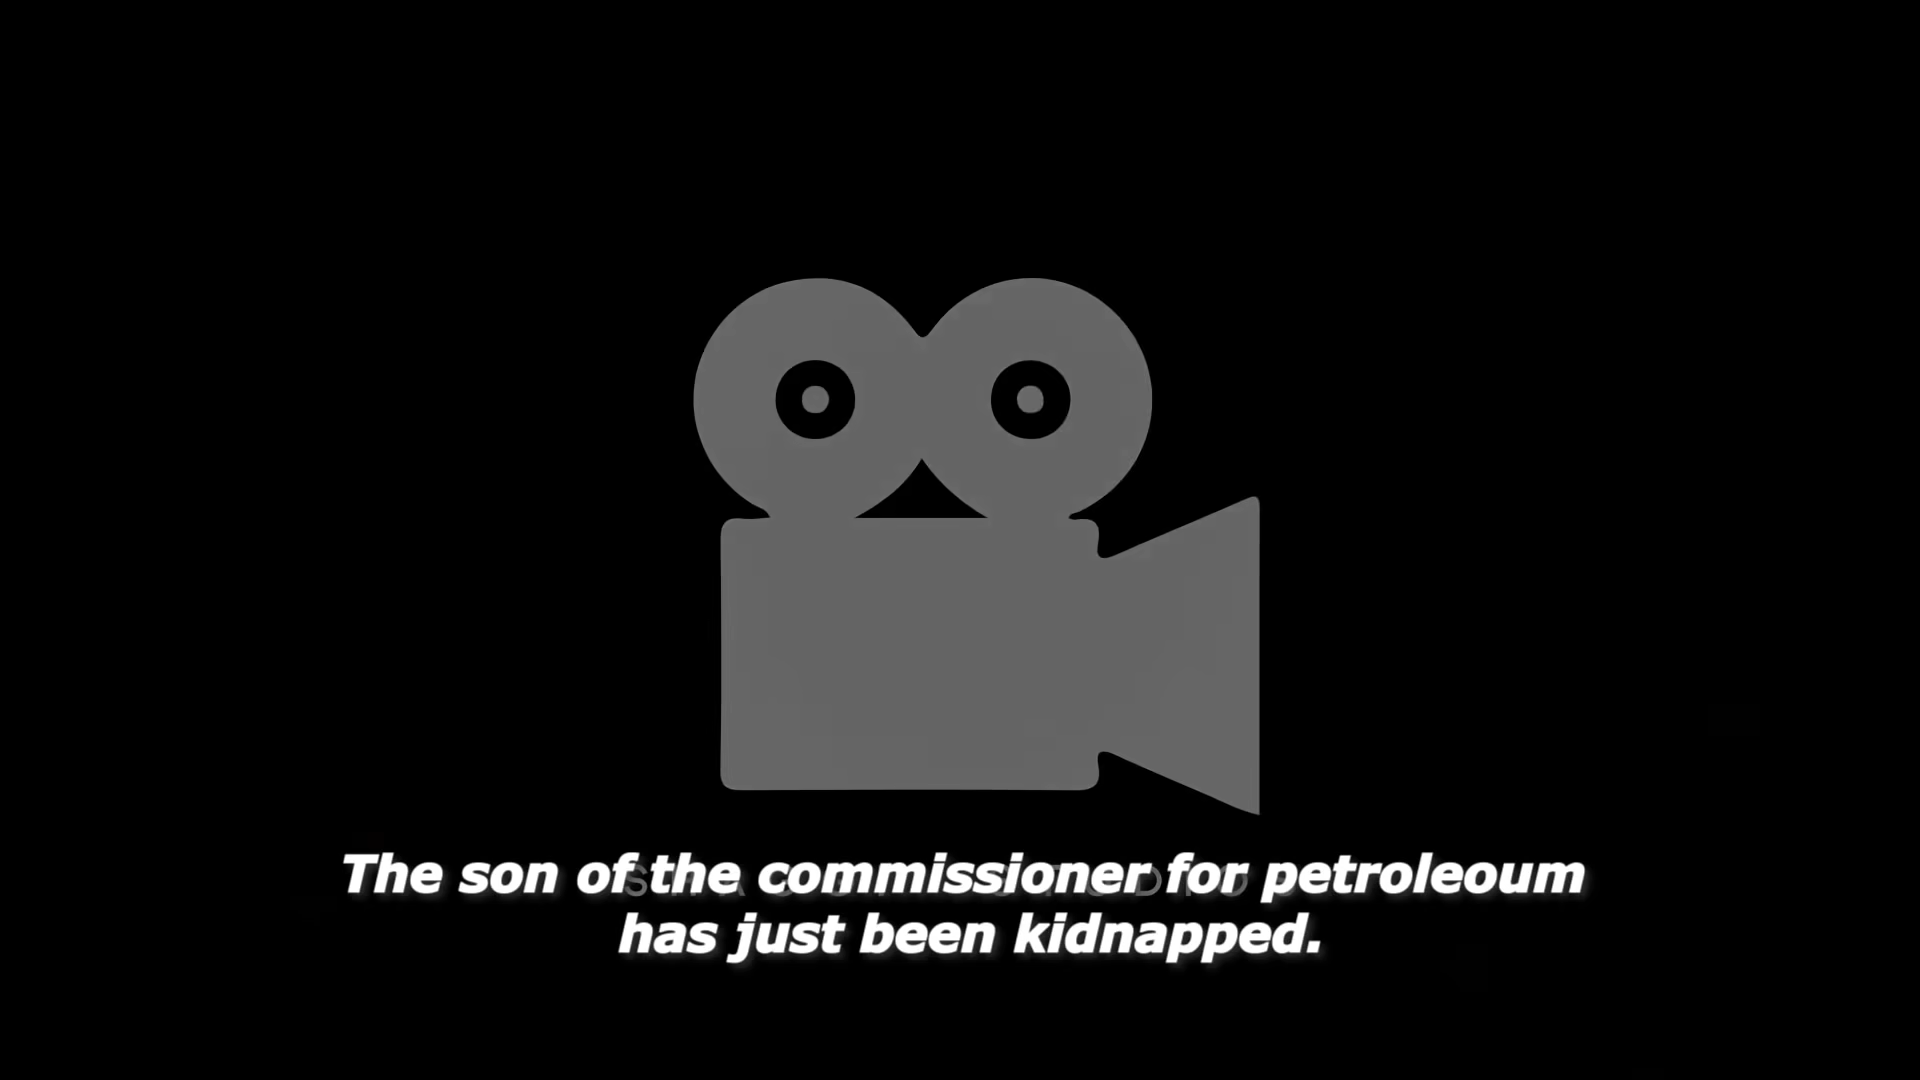 The son of the commissioner for petroleoum
has just been kidnapped.